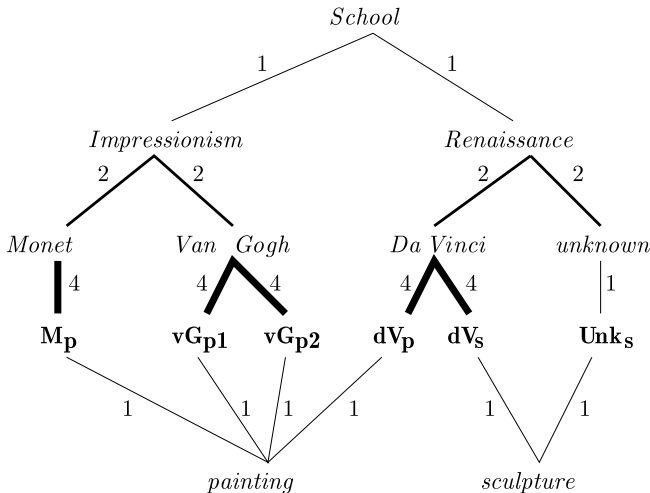 School
1 1
Impressionism Renaissance
2 2 2 2
Monet Van Gogh Da Vinci unknown
4 4 4 4 4 1
Mp vGp1 vGp2 dVp dVs Unks
1 1 1 1 1 1
painting sculpture